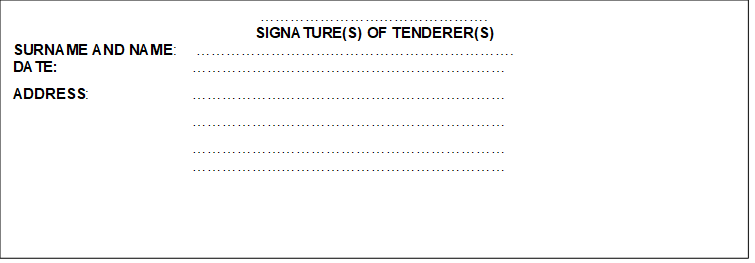 ………………………………………
SIGNATURE(S) OF TENDERER(S)
SURNAME AND NAME: ……………………………………………………
DATE: ……………………………………………………
ADDRESS: ……………………………………………………
……………………………………………………
……………………………………………………
……………………………………………………